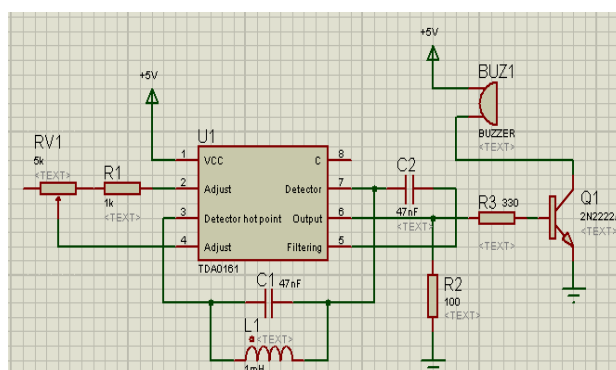 +5V
BUZ1
BUZZER
<TEXT>
+5V
U1
RV1
5k
<TEXT>
R1
1k
<TEXT>
1 VCC C 8
2 Adjust Detector 7
3 Detector hot point Output 6
4 Adjust Filtering 5
TDA0161
C2
47nF
<TEXT>
R3 330
<TEXT>
Q1
2N2222
<TEXT>
C1 47nF
<TEXT>
L1
1mH
R2
100
<TEXT>